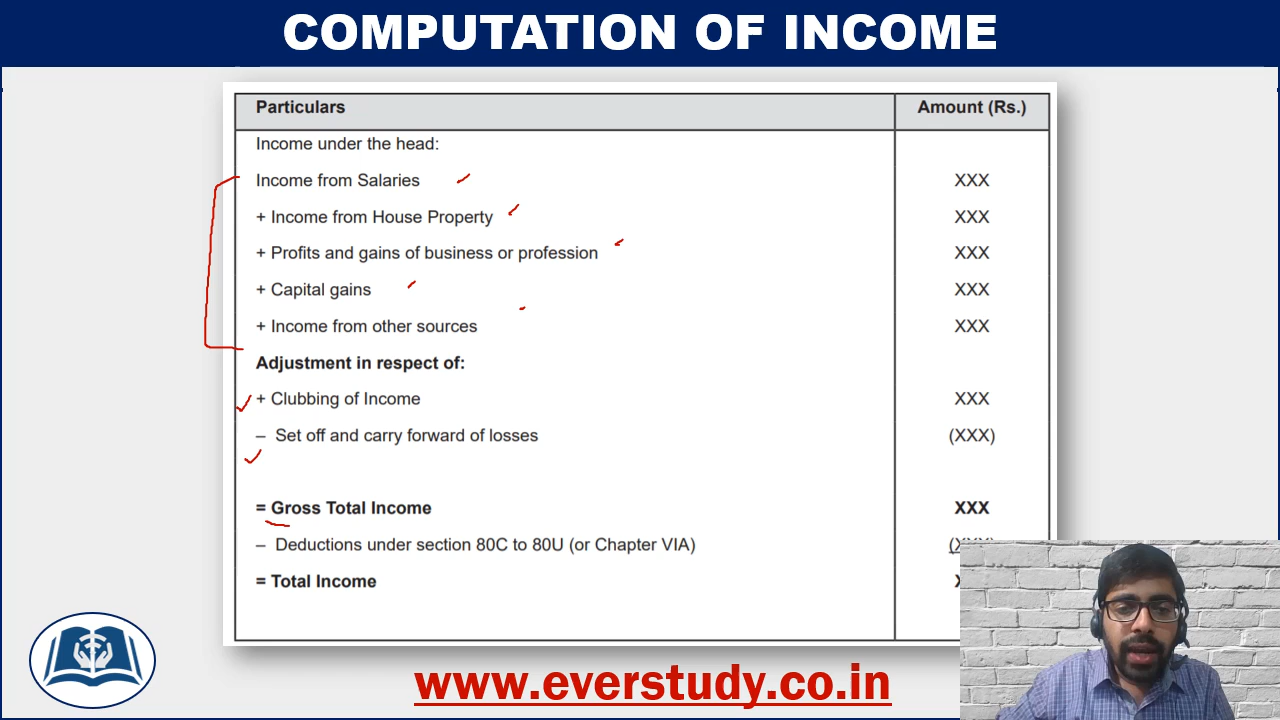 COMPUTATION OF INCOME
Particulars Amount (Rs.)
Income under the head:
Income from Salaries XXX
+ Income from House Property XXX
+ Profits and gains of business or profession XXX
+ Capital gains XXX
+ Income from other sources XXX
Adjustment in respect of:
+ Clubbing of Income XXX
– Set off and carry forward of losses (XXX)
= Gross Total Income XXX
– Deductions under section 80C to 80U (or Chapter VIA) (XXX)
= Total Income
www.everstudy.co.in